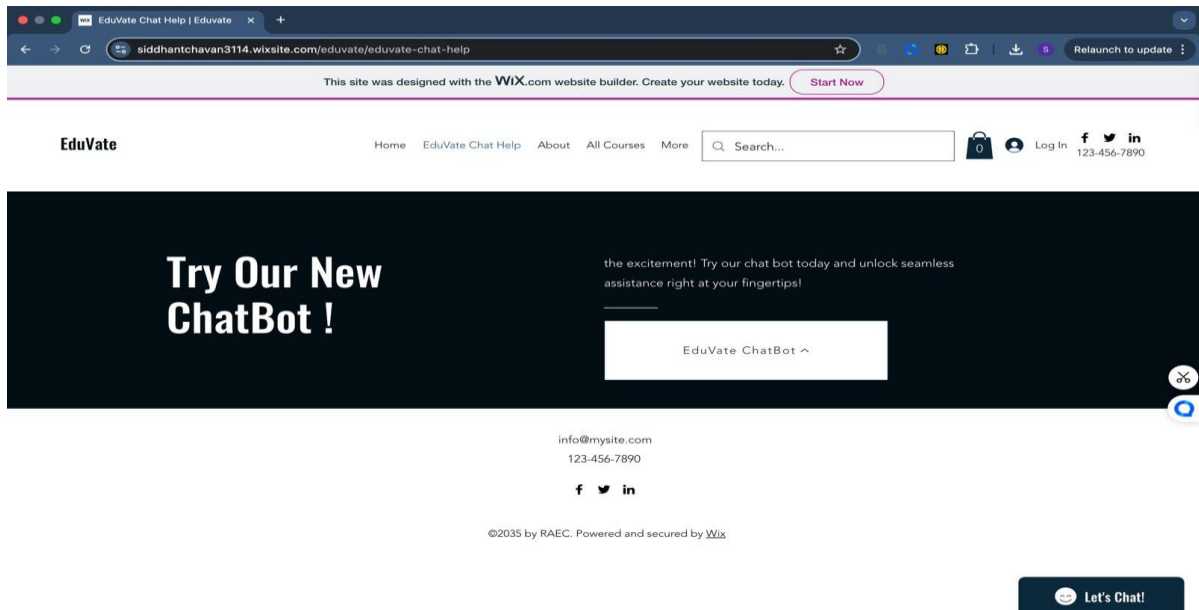 WiX EduVate Chat Help | Eduvate
siddhantchavan3114.wixsite.com/eduvate/eduvate-chat-help
S
Relaunch to update
This site was designed with the WiX.com website builder. Create your website today.
Start Now
EduVate
Home EduVate Chat Help About All Courses More
Search...
0
Log In
123-456-7890
Try Our New
ChatBot !
the excitement! Try our chat bot today and unlock seamless
assistance right at your fingertips!
EduVate ChatBot
info@mysite.com
123-456-7890
©2035 by RAEC. Powered and secured by Wix
Let's Chat!